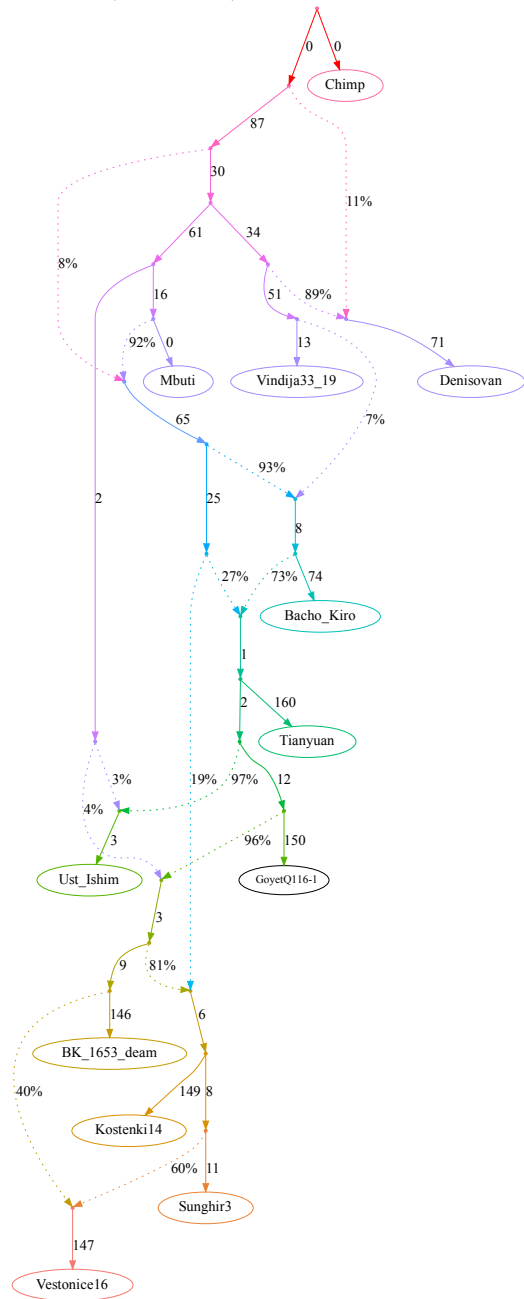 0 0
Chimp
87
30
11%
61 34
8%
16 51 89%
92% 0 13 71
Mbuti Vindija33_19 Denisovan
65 7%
93%
2 25
8
27% 73% 74
Bacho_Kiro
1
2 160
Tianyuan
3% 19% 97% 12
4%
3 96% 150
Ust_Ishim GoyetQ116-1
3
9 81%
146 6
BK_1653_deam
40% 149 8
Kostenki14
60% 11
Sunghir3
147
Vestonice16